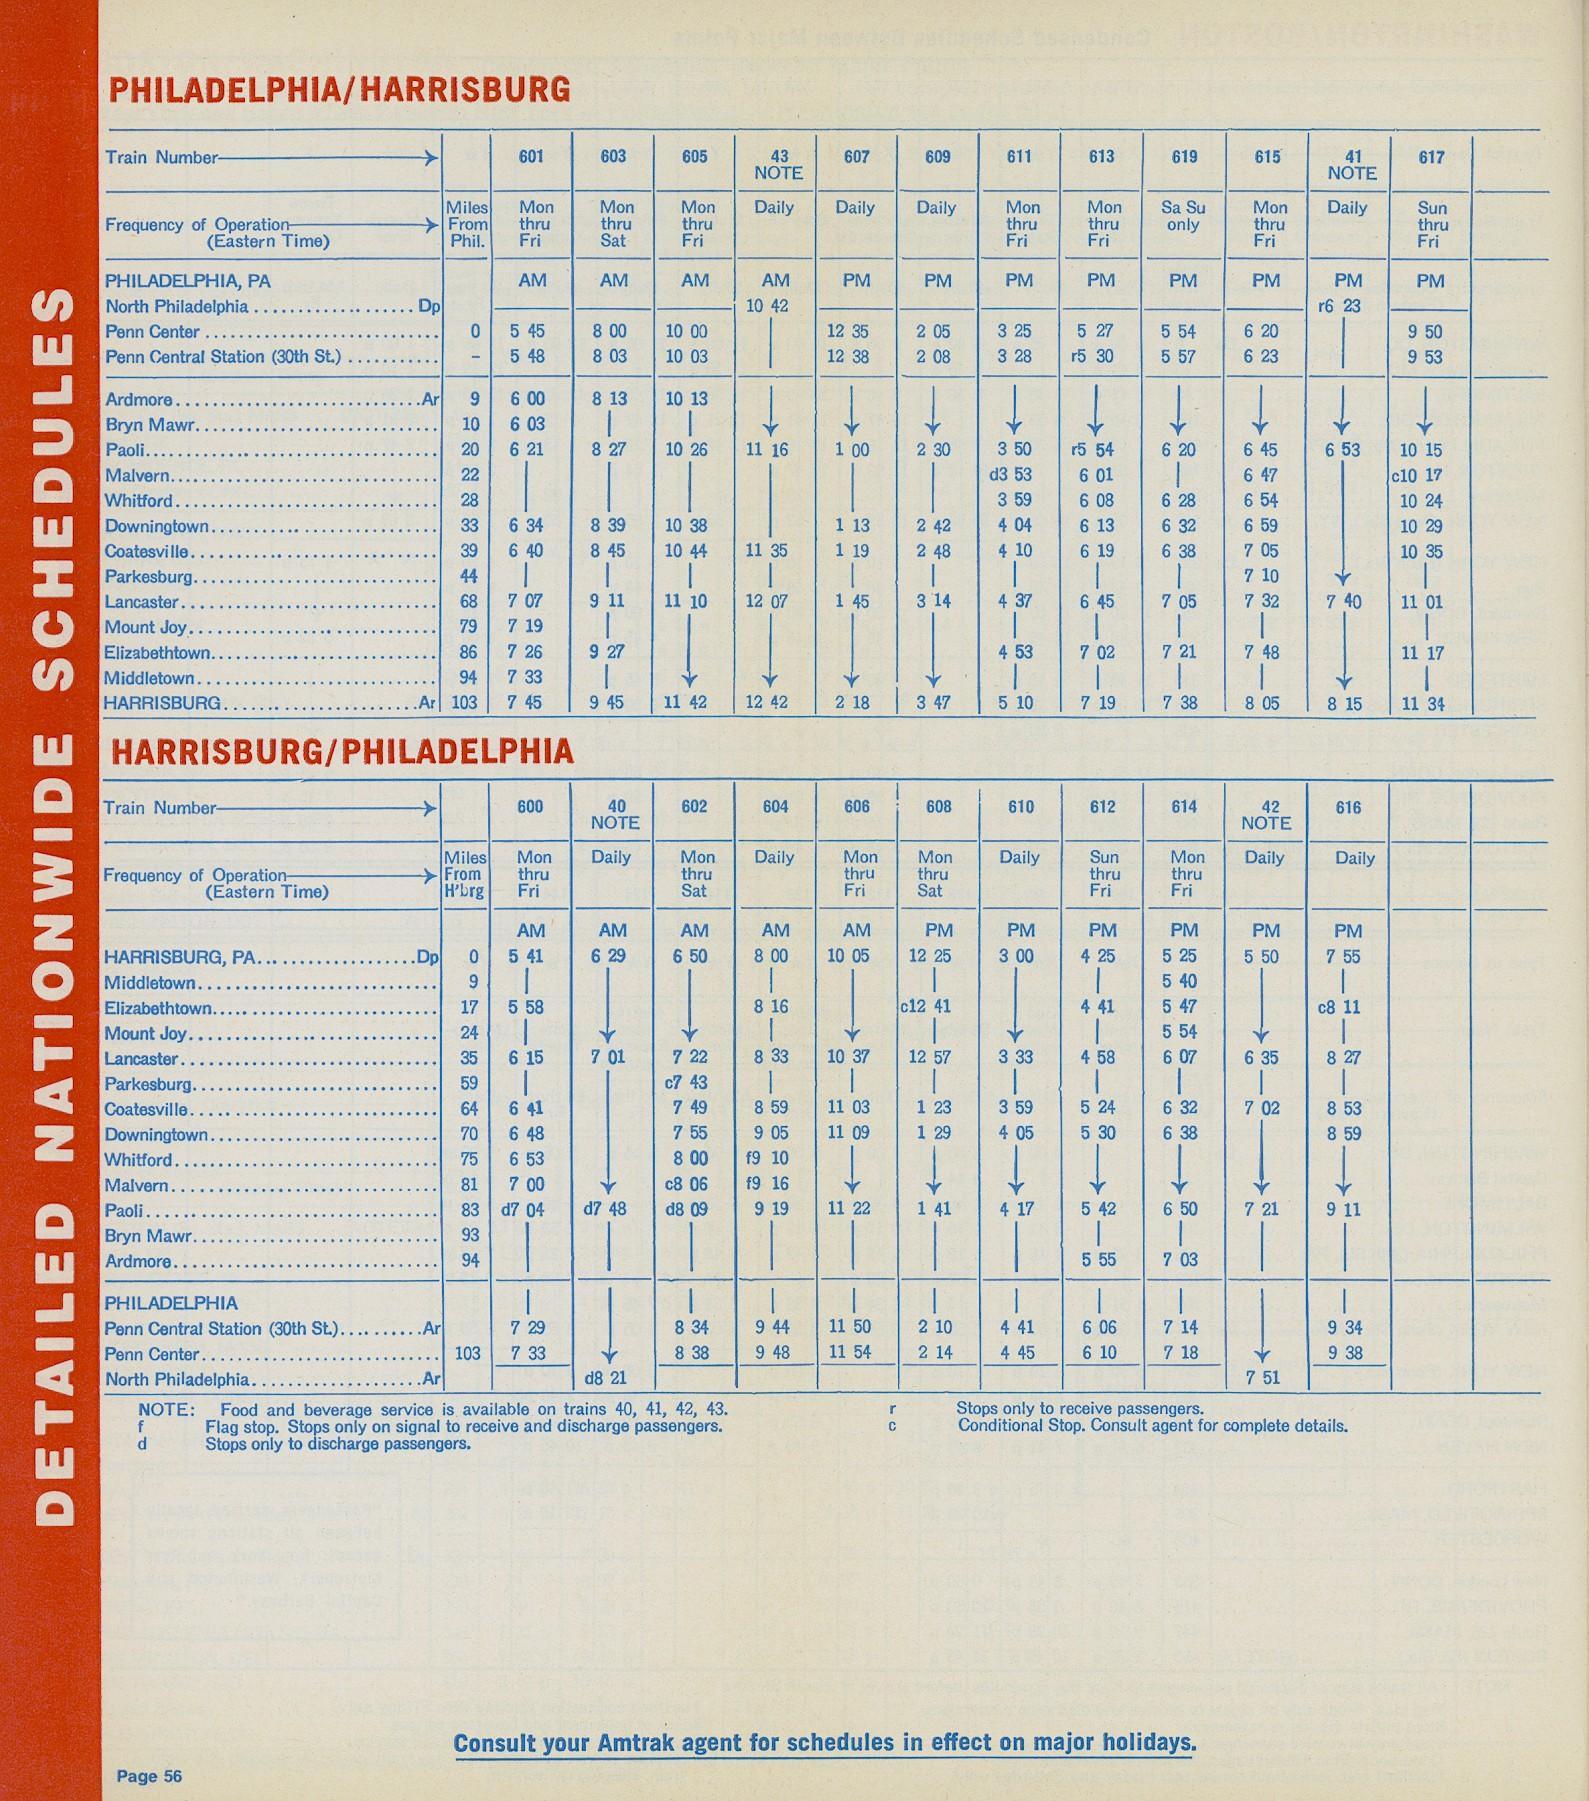 DETAILED NATIONWIDE SCHEDULES
PHILADELPHIA/HARRISBURG
Train Number 601 603 605 43 NOTE 607 609 611 613 619 615 41 NOTE 617
Frequency of Operation (Eastern Time) Miles From Phil. Mon thru Fri Mon thru Sat Mon thru Fri Daily Daily Daily Mon thru Fri Mon thru Fri Sa Su only Mon thru Fri Daily Sun thru Fri
PHILADELPHIA, PA AM AM AM AM PM PM PM PM PM PM PM PM
North Philadelphia Dp 10 42 r6 23
Penn Center 0 5 45 8 00 10 00 12 35 2 05 3 25 5 27 5 54 6 20 9 50
Penn Central Station (30th St.) – 5 48 8 03 10 03 12 38 2 08 3 28 r5 30 5 57 6 23 9 53
Ardmore Ar 9 6 00 8 13 10 13
Bryn Mawr 10 6 03
Paoli 20 6 21 8 27 10 26 11 16 1 00 2 30 3 50 r5 54 6 20 6 45 6 53 10 15
Malvern 22 d3 53 6 01 6 47 c10 17
Whitford 28 3 59 6 08 6 28 6 54 10 24
Downingtown 33 6 34 8 39 10 38 1 13 2 42 4 04 6 13 6 32 6 59 10 29
Coatesville 39 6 40 8 45 10 44 11 35 1 19 2 48 4 10 6 19 6 38 7 05 10 35
Parkesburg 44 7 10
Lancaster 68 7 07 9 11 11 10 12 07 1 45 3 14 4 37 6 45 7 05 7 32 7 40 11 01
Mount Joy 79 7 19
Elizabethtown 86 7 26 9 27 4 53 7 02 7 21 7 48 11 17
Middletown 94 7 33
HARRISBURG Ar 103 7 45 9 45 11 42 12 42 2 18 3 47 5 10 7 19 7 38 8 05 8 15 11 34
HARRISBURG/PHILADELPHIA
Train Number 600 40 NOTE 602 604 606 608 610 612 614 42 NOTE 616
Frequency of Operation (Eastern Time) Miles From H'brg Mon thru Fri Daily Mon thru Sat Daily Mon thru Fri Mon thru Sat Daily Sun thru Fri Mon thru Fri Daily Daily
AM AM AM AM AM PM PM PM PM PM PM
HARRISBURG, PA Dp 0 5 41 6 29 6 50 8 00 10 05 12 25 3 00 4 25 5 25 5 50 7 55
Middletown 9 5 40
Elizabethtown 17 5 58 8 16 c12 41 4 41 5 47 c8 11
Mount Joy 24 5 54
Lancaster 35 6 15 7 01 7 22 8 33 10 37 12 57 3 33 4 58 6 07 6 35 8 27
Parkesburg 59 c7 43
Coatesville 64 6 41 7 49 8 59 11 03 1 23 3 59 5 24 6 32 7 02 8 53
Downingtown 70 6 48 7 55 9 05 11 09 1 29 4 05 5 30 6 38 8 59
Whitford 75 6 53 8 00 f9 10
Malvern 81 7 00 c8 06 f9 16
Paoli 83 d7 04 d7 48 d8 09 9 19 11 22 1 41 4 17 5 42 6 50 7 21 9 11
Bryn Mawr 93
Ardmore 94 5 55 7 03
PHILADELPHIA
Penn Central Station (30th St.) Ar 7 29 8 34 9 44 11 50 2 10 4 41 6 06 7 14 9 34
Penn Center 103 7 33 8 38 9 48 11 54 2 14 4 45 6 10 7 18 9 38
North Philadelphia Ar d8 21 7 51
NOTE: Food and beverage service is available on trains 40, 41, 42, 43. r Stops only to receive passengers.
f Flag stop. Stops only on signal to receive and discharge passengers. c Conditional Stop. Consult agent for complete details.
d Stops only to discharge passengers.
Consult your Amtrak agent for schedules in effect on major holidays.
Page 56